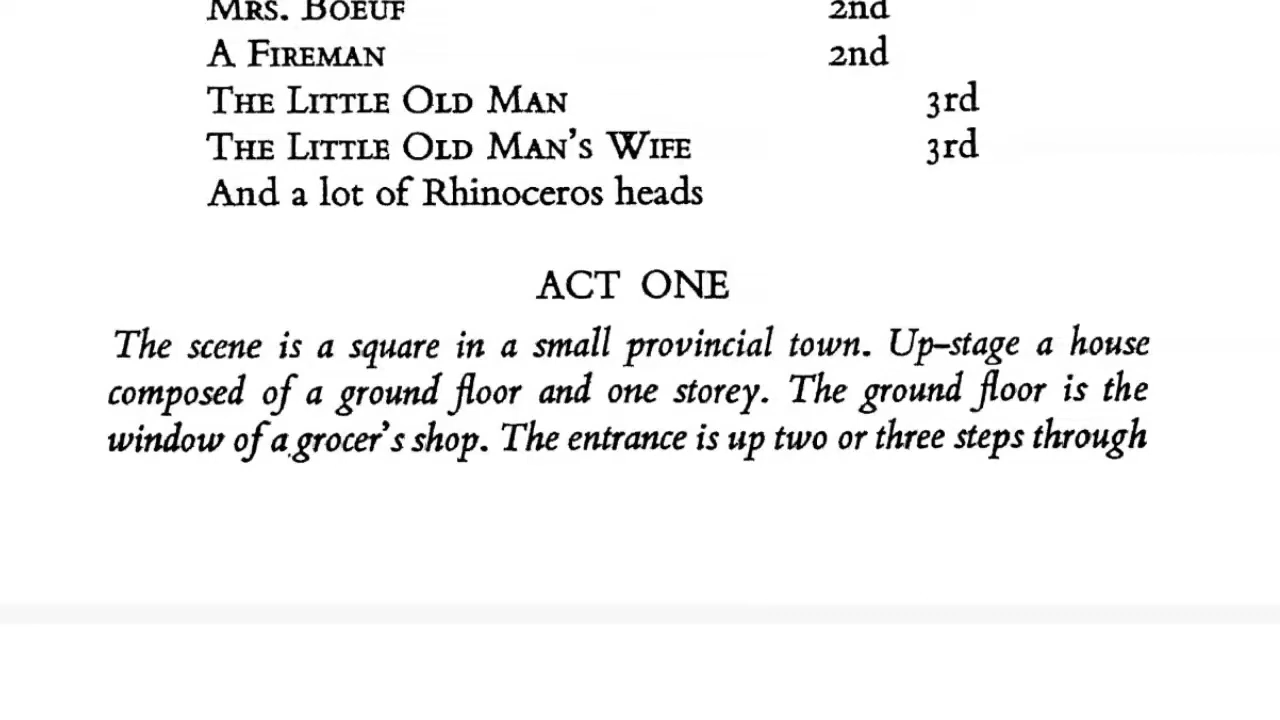 MRS. BOEUF 2nd
A FIREMAN 2nd
THE LITTLE OLD MAN 3rd
THE LITTLE OLD MAN'S WIFE 3rd
And a lot of Rhinoceros heads
ACT ONE
The scene is a square in a small provincial town. Up-stage a house
composed of a ground floor and one storey. The ground floor is the
window of a grocer's shop. The entrance is up two or three steps through